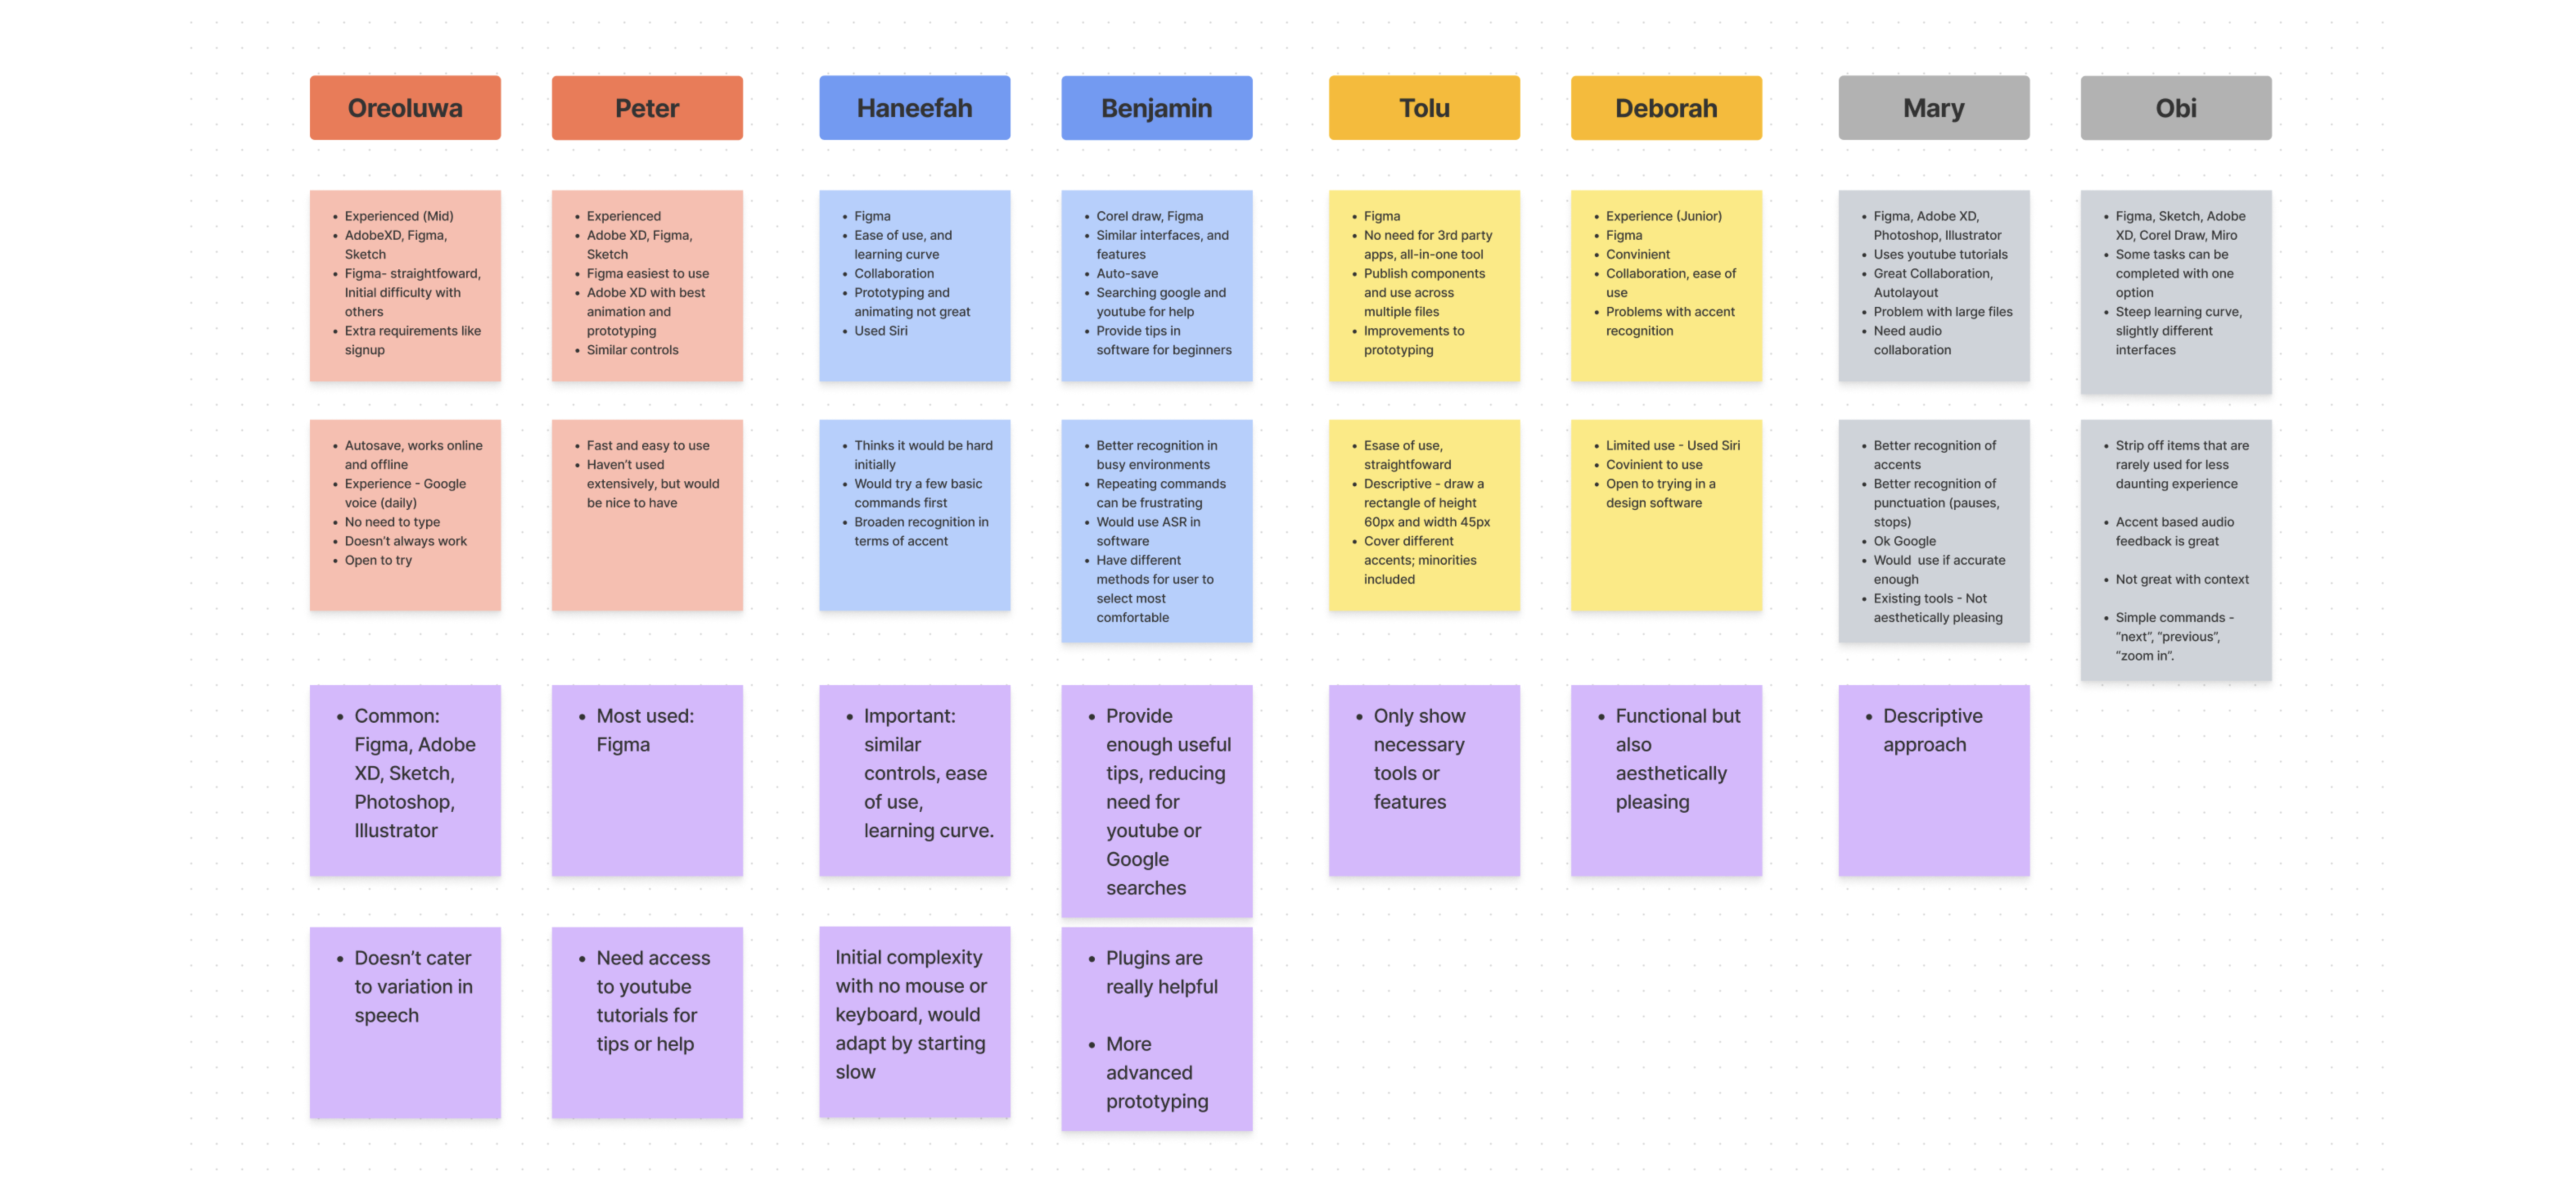 Oreoluwa
Peter
Haneefah
Benjamin
Tolu
Deborah
Mary
Obi
• Experienced (Mid)
• AdobeXD, Figma,
Sketch
• Figma- straightfoward,
Initial difficulty with
others
• Extra requirements like
signup
• Experienced
• Adobe XD, Figma,
Sketch
• Figma easiest to use
• Adobe XD with best
animation and
prototyping
• Similar controls
• Figma
• Ease of use, and
learning curve
• Collaboration
• Prototyping and
animating not great
• Used Siri
• Corel draw, Figma
• Similar interfaces, and
features
• Auto-save
• Searching google and
youtube for help
• Provide tips in
software for beginners
• Figma
• No need for 3rd party
apps, all-in-one tool
• Publish components
and use across
multiple files
• Improvements to
prototyping
• Experience (Junior)
• Figma
• Convinient
• Collaboration, ease of
use
• Problems with accent
recognition
• Figma, Adobe XD,
Photoshop, Illustrator
• Uses youtube tutorials
• Great Collaboration,
Autolayout
• Problem with large files
• Need audio
collaboration
• Figma, Sketch, Adobe
XD, Corel Draw, Miro
• Some tasks can be
completed with one
option
• Steep learning curve,
slightly different
interfaces
• Autosave, works online
and offline
• Experience - Google
voice (daily)
• No need to type
• Doesn't always work
• Open to try
• Fast and easy to use
• Haven't used
extensively, but would
be nice to have
• Thinks it would be hard
initially
• Would try a few basic
commands first
• Broaden recognition in
terms of accent
• Better recognition in
busy environments
• Repeating commands
can be frustrating
• Would use ASR in
software
• Have different
methods for user to
select most
comfortable
• Esase of use,
straightfoward
• Descriptive - draw a
rectangle of height
60px and width 45px
• Cover different
accents; minorities
included
• Limited use - Used Siri
• Covinient to use
• Open to trying in a
design software
• Better recognition of
accents
• Better recognition of
punctuation (pauses,
stops)
• Ok Google
• Would  use if accurate
enough
• Existing tools - Not
aesthetically pleasing
• Strip off items that are
rarely used for less
daunting experience
• Accent based audio
feedback is great
• Not great with context
• Simple commands -
“next”, “previous”,
“zoom in”.
• Common:
Figma, Adobe
XD, Sketch,
Photoshop,
Illustrator
• Most used:
Figma
• Important:
similar
controls, ease
of use,
learning curve.
• Provide
enough useful
tips, reducing
need for
youtube or
Google
searches
• Only show
necessary
tools or
features
• Functional but
also
aesthetically
pleasing
• Descriptive
approach
• Doesn't cater
to variation in
speech
• Need access
to youtube
tutorials for
tips or help
Initial complexity
with no mouse or
keyboard, would
adapt by starting
slow
• Plugins are
really helpful
• More
advanced
prototyping